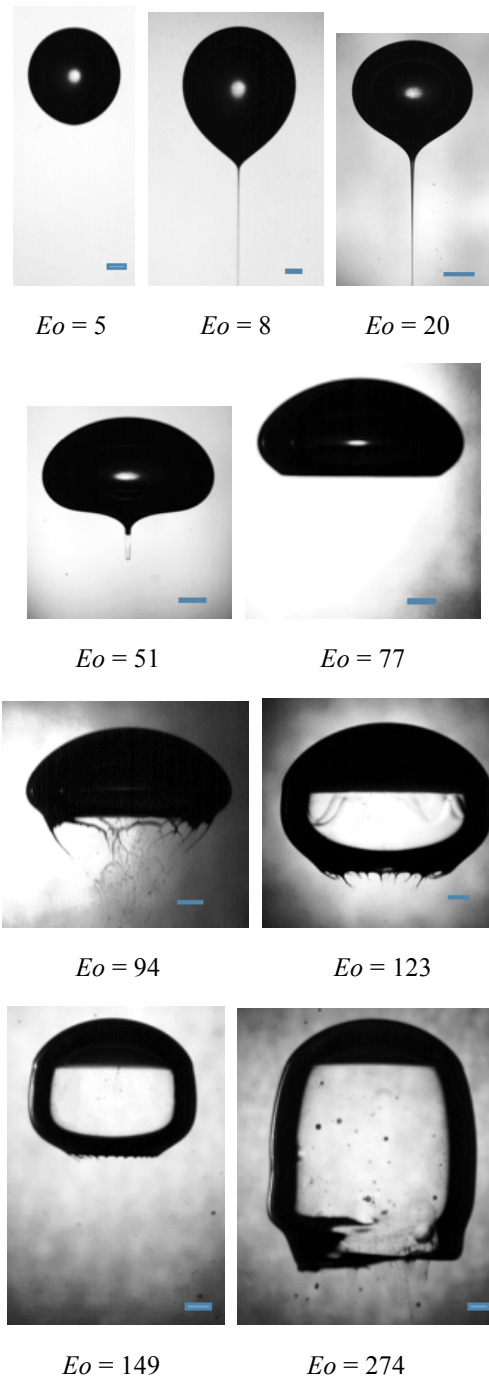 Eo = 5 Eo = 8 Eo = 20
Eo = 51 Eo = 77
Eo = 94 Eo = 123
Eo = 149 Eo = 274